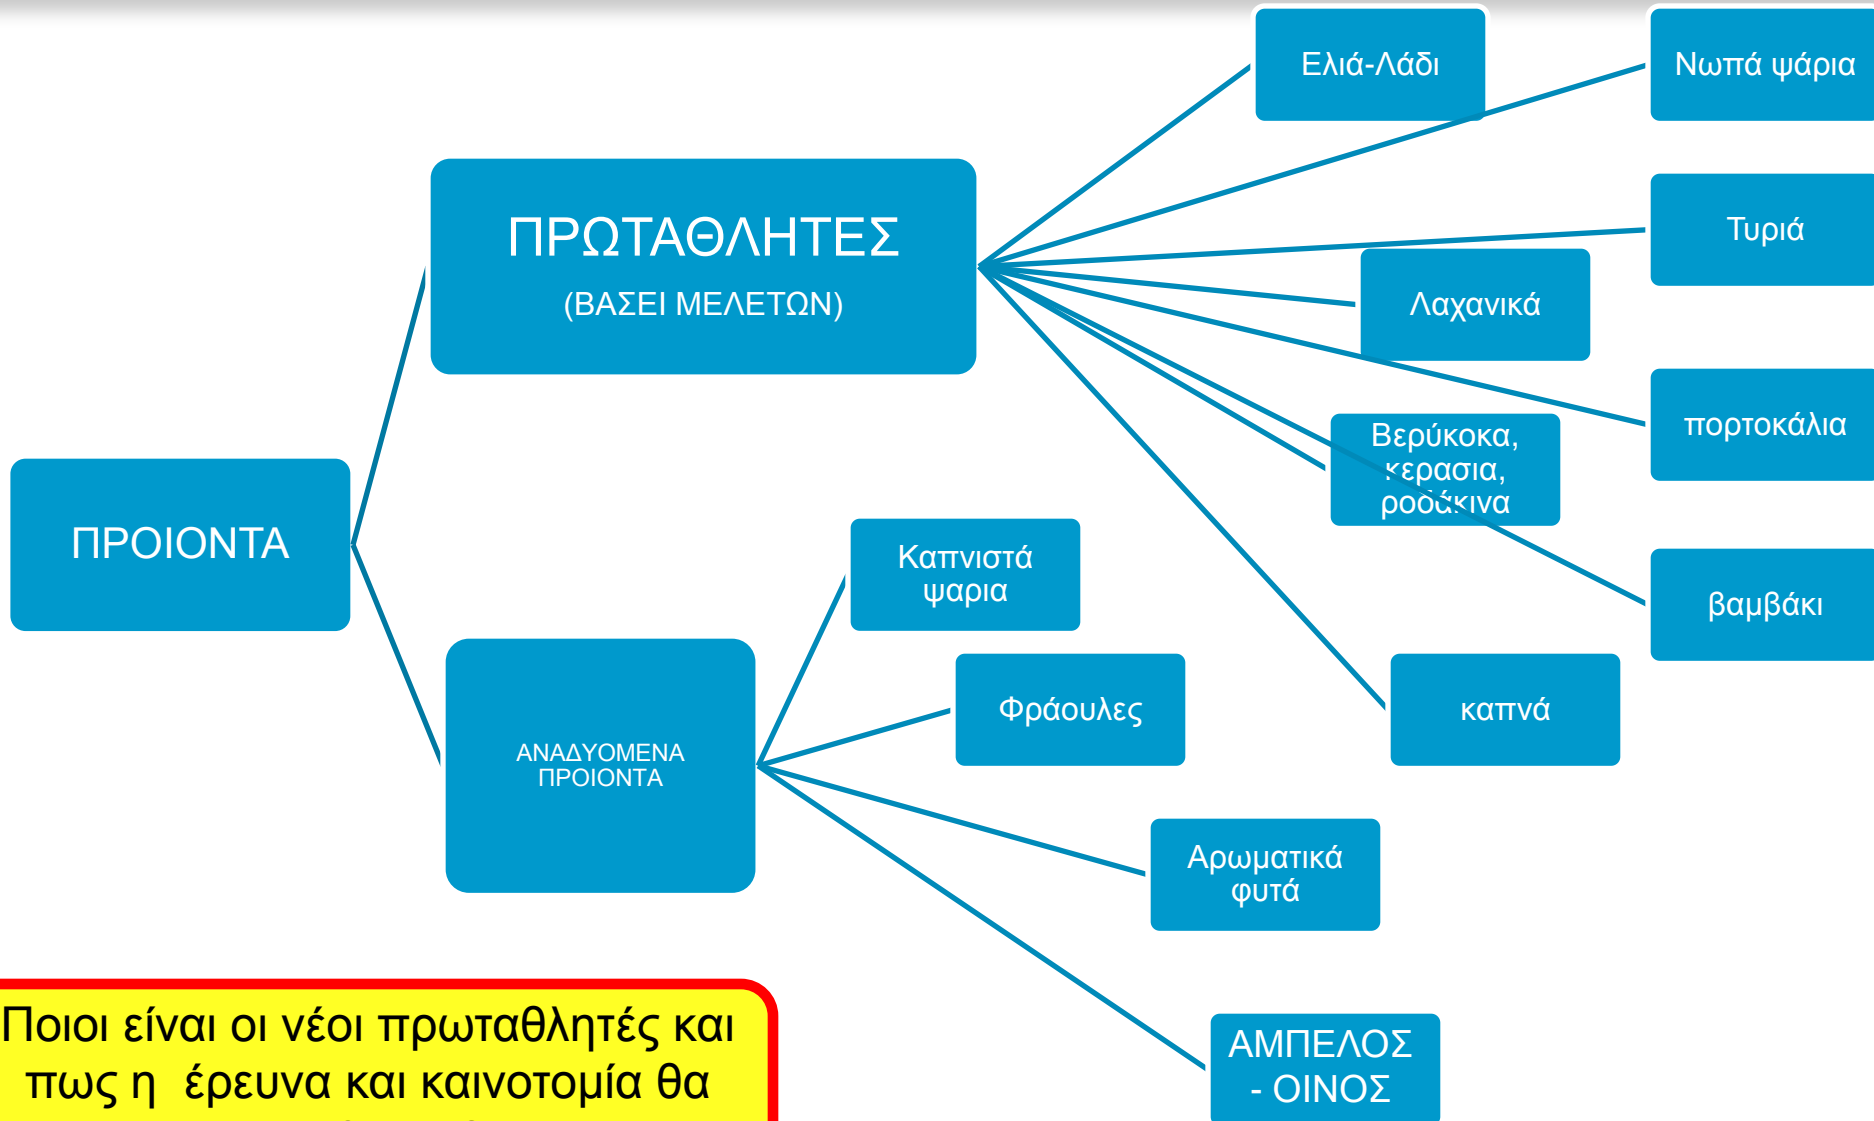 ΠΡΟΙΟΝΤΑ
ΠΡΩΤΑΘΛΗΤΕΣ
(ΒΑΣΕΙ ΜΕΛΕΤΩΝ)
Ελιά-Λάδι
Νωπά ψάρια
Τυριά
Λαχανικά
πορτοκάλια
Βερύκοκα,
κερασια,
ροδάκινα
βαμβάκι
καπνά
ΑΝΑΔΥΟΜΕΝΑ
ΠΡΟΙΟΝΤΑ
Καπνιστά
ψαρια
Φράουλες
Αρωματικά
φυτά
ΑΜΠΕΛΟΣ
- ΟΙΝΟΣ
Ποιοι είναι οι νέοι πρωταθλητές και
πως η έρευνα και καινοτομία θα